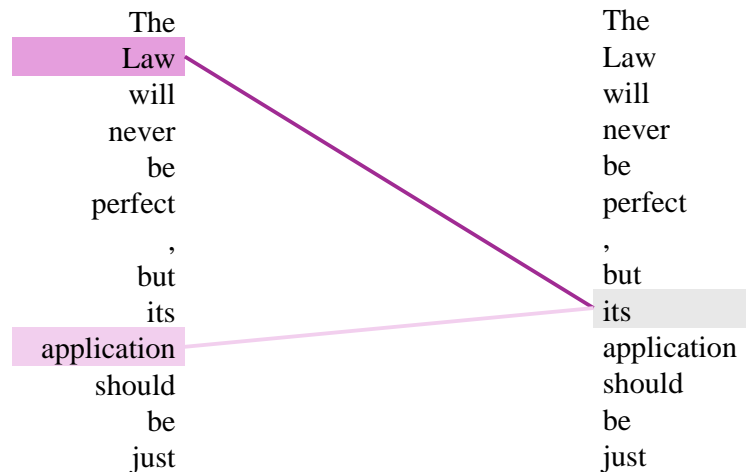 The
Law
will
never
be
perfect
,
but
its
application
should
be
just
The
Law
will
never
be
perfect
,
but
its
application
should
be
just